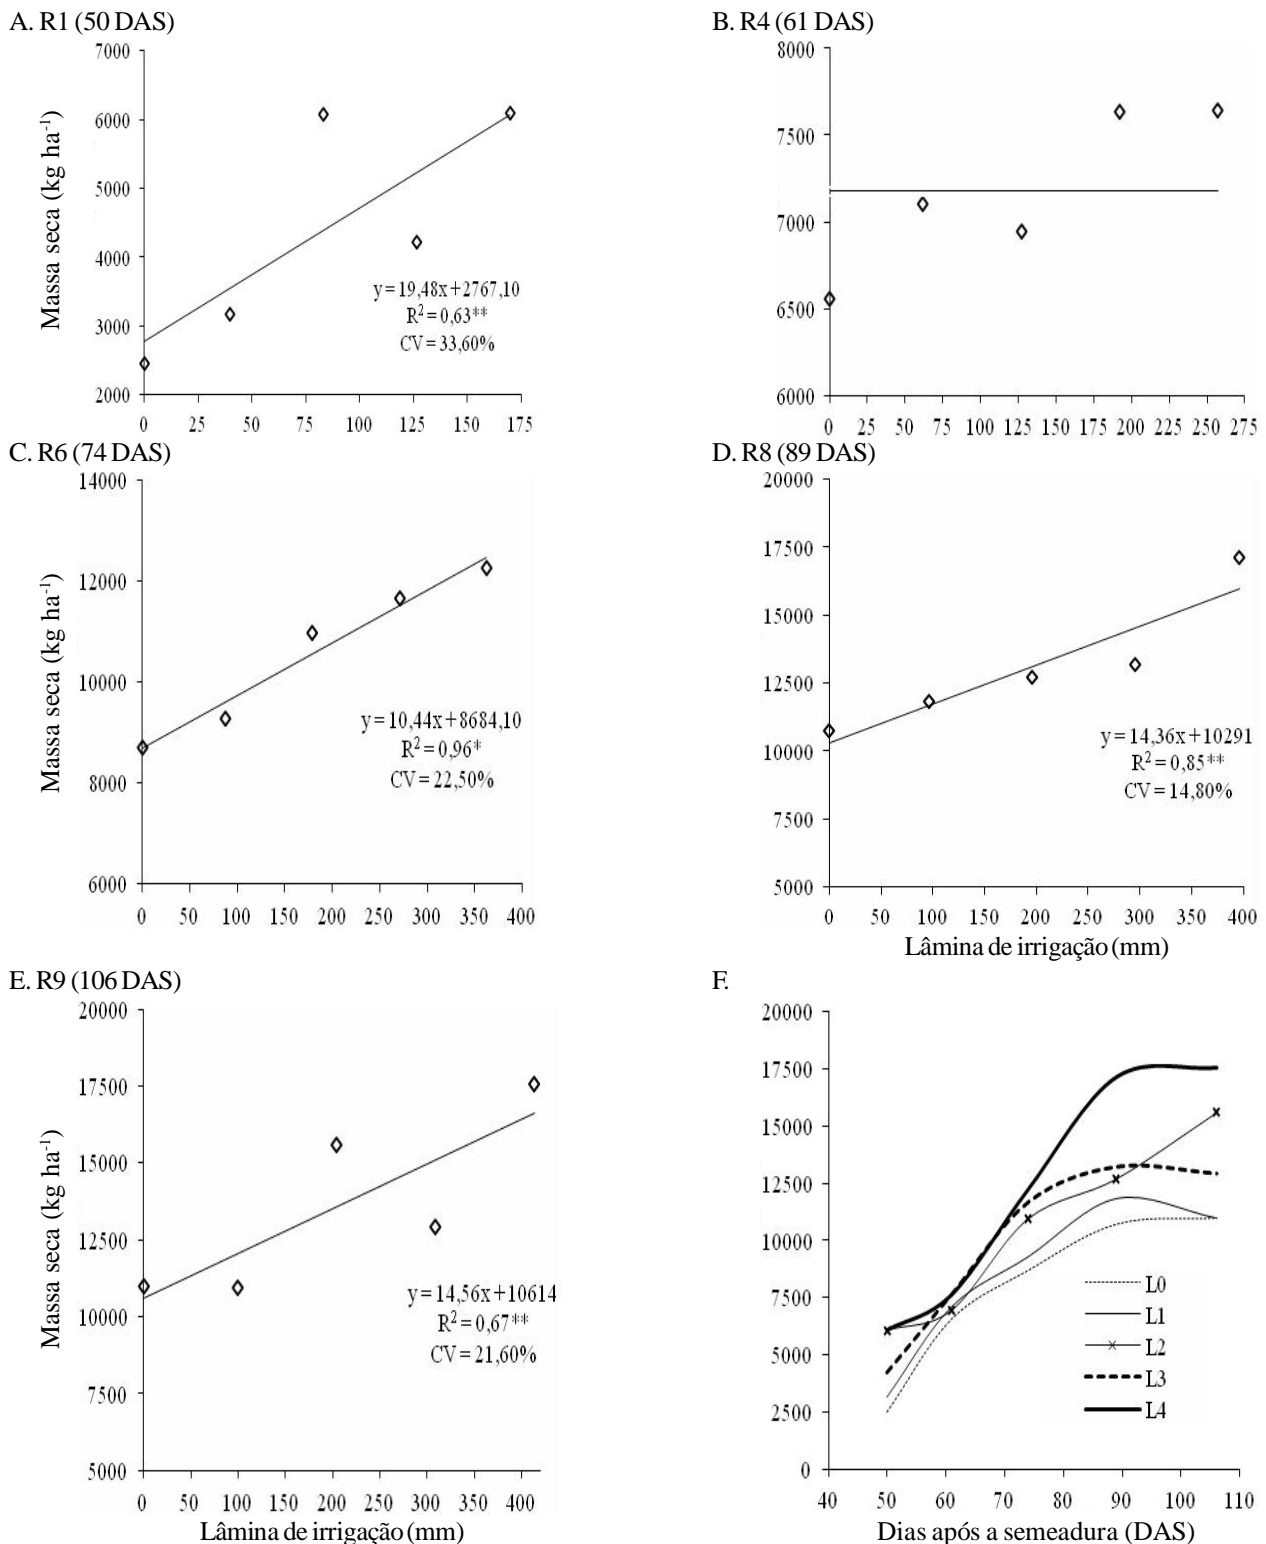 A. R1 (50 DAS)
7000
6000
5000
4000
3000
2000
Massa seca (kg ha⁻¹)
y = 19,48x+2767,10
R² = 0,63**
CV = 33,60%
0 25 50 75 100 125 150 175
B. R4 (61 DAS)
8000
7500
7000
6500
6000
0 25 50 75 100 125 150 175 200 225 250 275
C. R6 (74 DAS)
14000
12000
10000
8000
6000
Massa seca (kg ha⁻¹)
y = 10,44x+8684,10
R² = 0,96*
CV = 22,50%
0 50 100 150 200 250 300 350 400
D. R8 (89 DAS)
20000
17500
15000
12500
10000
7500
5000
y = 14,36x+10291
R² = 0,85**
CV = 14,80%
0 50 100 150 200 250 300 350 400
Lâmina de irrigação (mm)
E. R9 (106 DAS)
20000
17500
15000
12500
10000
7500
5000
Massa seca (kg ha⁻¹)
y = 14,56x+10614
R² = 0,67**
CV = 21,60%
0 50 100 150 200 250 300 350 400
Lâmina de irrigação (mm)
F.
20000
17500
15000
12500
10000
7500
5000
2500
0
L0
L1
L2
L3
L4
40 50 60 70 80 90 100 110
Dias após a semeadura (DAS)